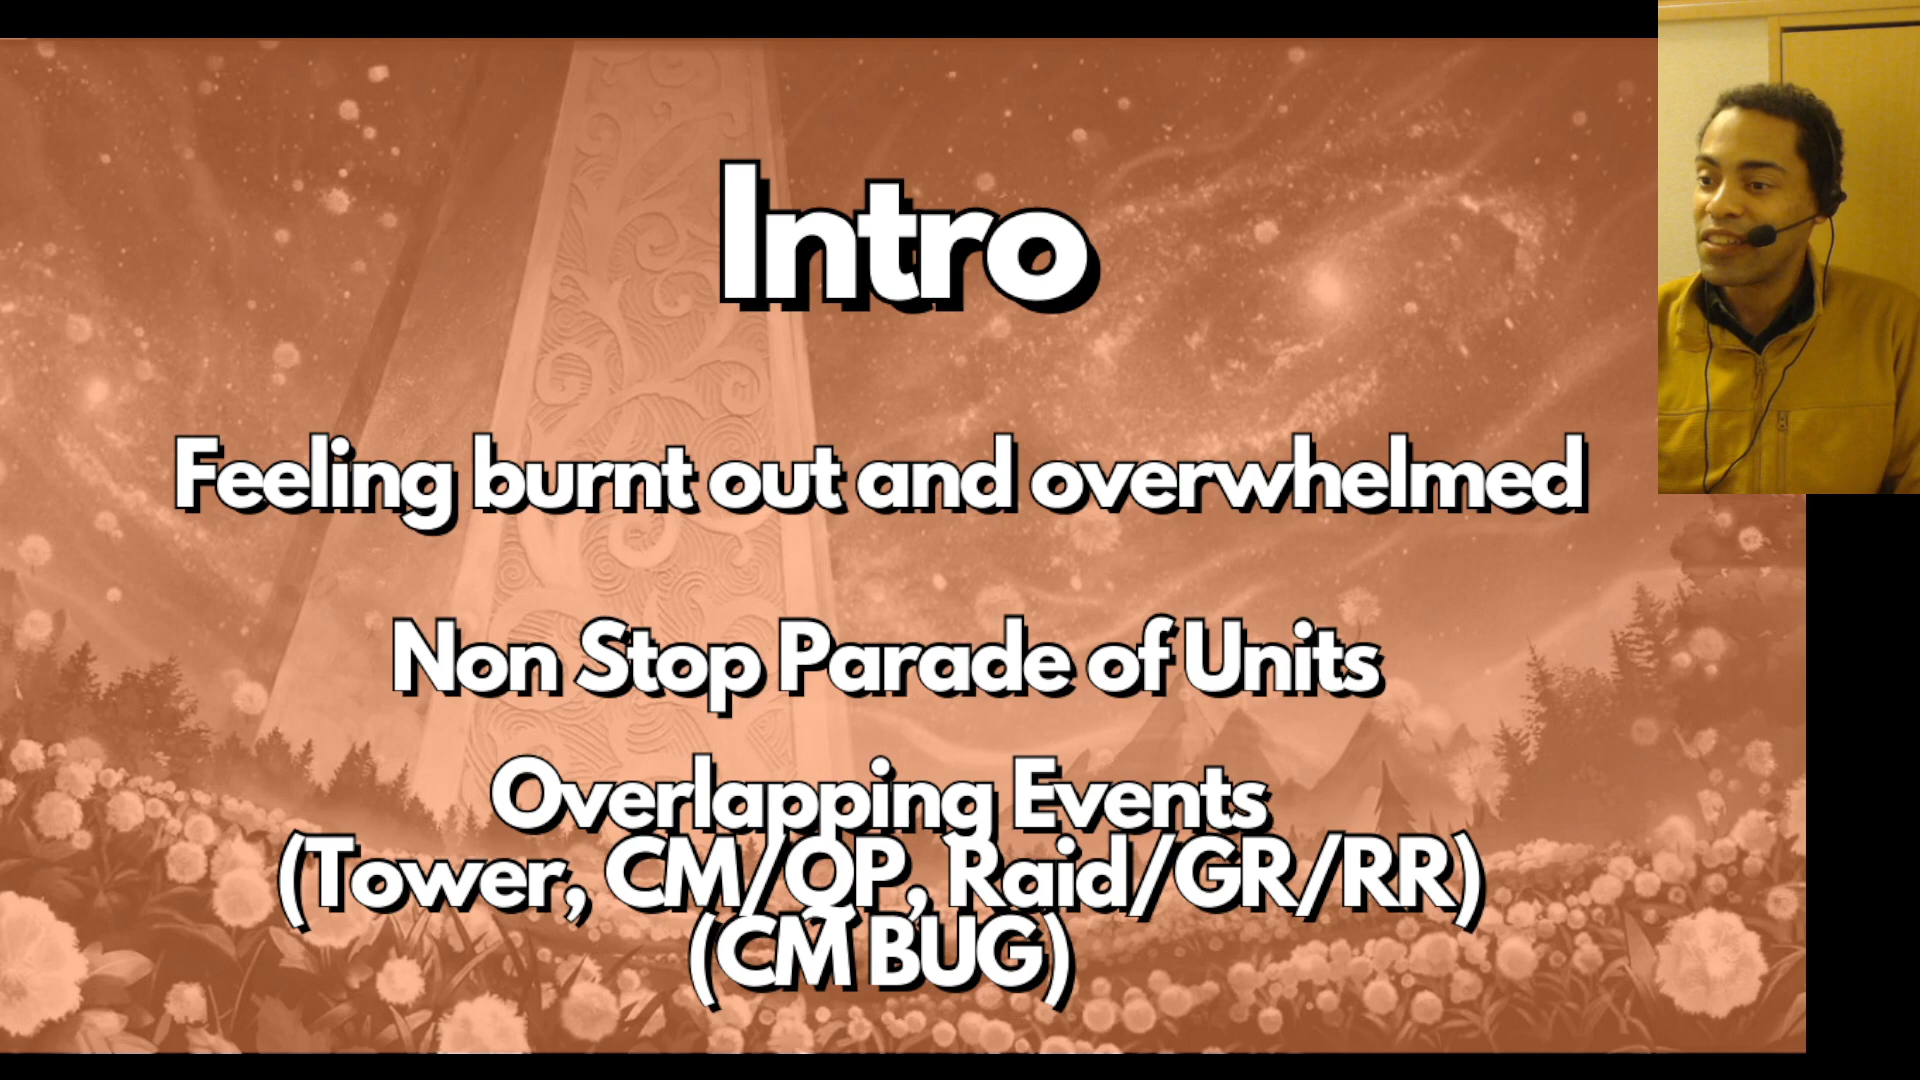 Intro
Feeling burnt out and overwhelmed
Non Stop Parade of Units
Overlapping Events
(Tower, CM/QP, Raid/GR/RR)
(CM BUG)